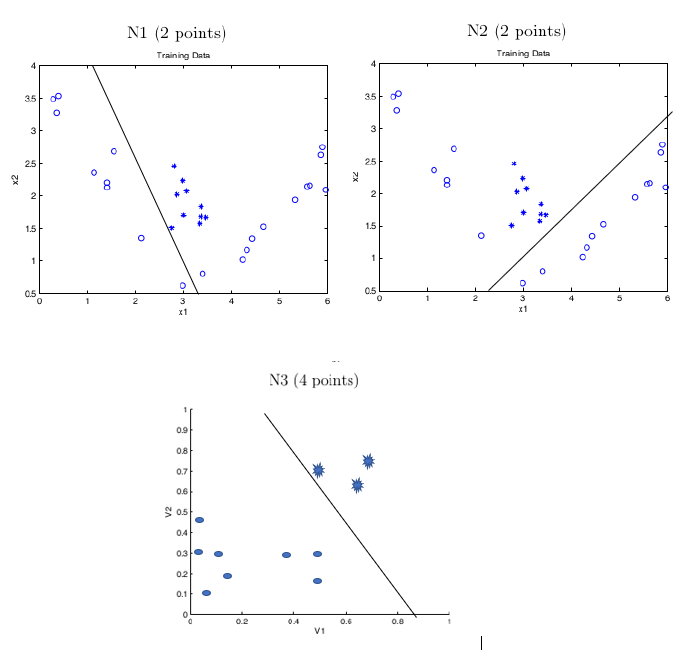 N1 (2 points)
N2 (2 points)
Training Data
Training Data
4
3.5
3
2.5
2
1.5
1
0.5
x2
0 1 2 3 4 5 6
x1
4
3.5
3
2.5
2
1.5
1
0.5
x2
0 1 2 3 4 5 6
x1
N3 (4 points)
1
0.9
0.8
0.7
0.6
0.5
0.4
0.3
0.2
0.1
0
V2
0 0.2 0.4 0.6 0.8 1
V1